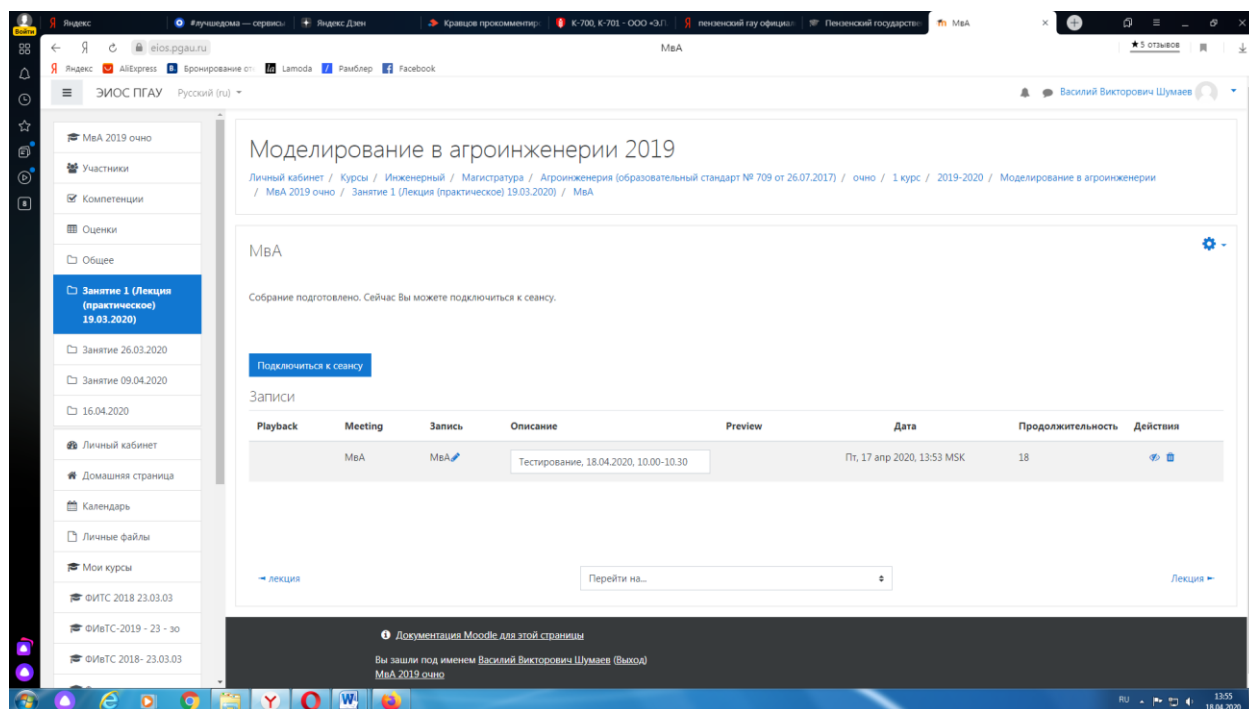 Войти
Яндекс
#лучшедома — сервисы
Яндекс Дзен
Кравцов прокомментир
К-700, К-701 - ООО «З.Г
пензенский гау официал
Пензенский государстве
МвА
eios.pgau.ru
МвА
5 отзывов
Яндекс
AliExpress
Бронирование от
Lamoda
Рамблер
Facebook
ЭИОС ПГАУ
Русский (ru)
Василий Викторович Шумаев
МвА 2019 очно
Участники
Компетенции
Оценки
Общее
Занятие 1 (Лекция
(практическое)
19.03.2020)
Занятие 26.03.2020
Занятие 09.04.2020
16.04.2020
Личный кабинет
Домашняя страница
Календарь
Личные файлы
Мои курсы
ФИТС 2018 23.03.03
ФИвТС-2019 - 23 - зо
ФИвТС 2018- 23.03.03
Моделирование в агроинженерии 2019
Личный кабинет / Курсы / Инженерный / Магистратура / Агроинженерия (образовательный стандарт № 709 от 26.07.2017) / очно / 1 курс / 2019-2020 / Моделирование в агроинженерии
/ МвА 2019 очно / Занятие 1 (Лекция (практическое) 19.03.2020) / МвА
МвА
Собрание подготовлено. Сейчас Вы можете подключиться к сеансу.
Подключиться к сеансу
Записи
Playback Meeting Запись Описание Preview Дата Продолжительность Действия
МвА МвА Тестирование, 18.04.2020, 10.00-10.30 Пт, 17 апр 2020, 13:53 MSK 18
◄ лекция
Перейти на...
Лекция ►
Документация Moodle для этой страницы
Вы зашли под именем Василий Викторович Шумаев (Выход)
МвА 2019 очно
RU
13:55
18.04.2020